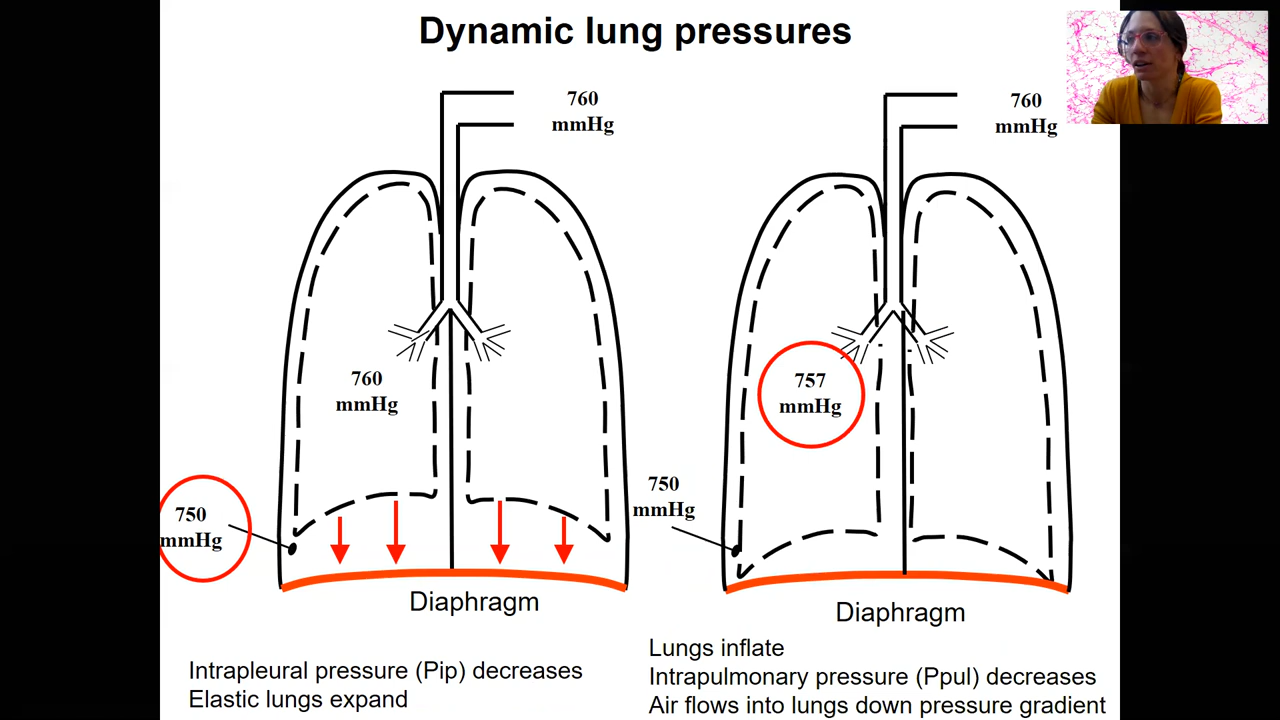 Dynamic lung pressures
760
mmHg
760
mmHg
750
mmHg
Diaphragm
Intrapleural pressure (Pip) decreases
Elastic lungs expand
760
mmHg
757
mmHg
750
mmHg
Diaphragm
Lungs inflate
Intrapulmonary pressure (Ppul) decreases
Air flows into lungs down pressure gradient